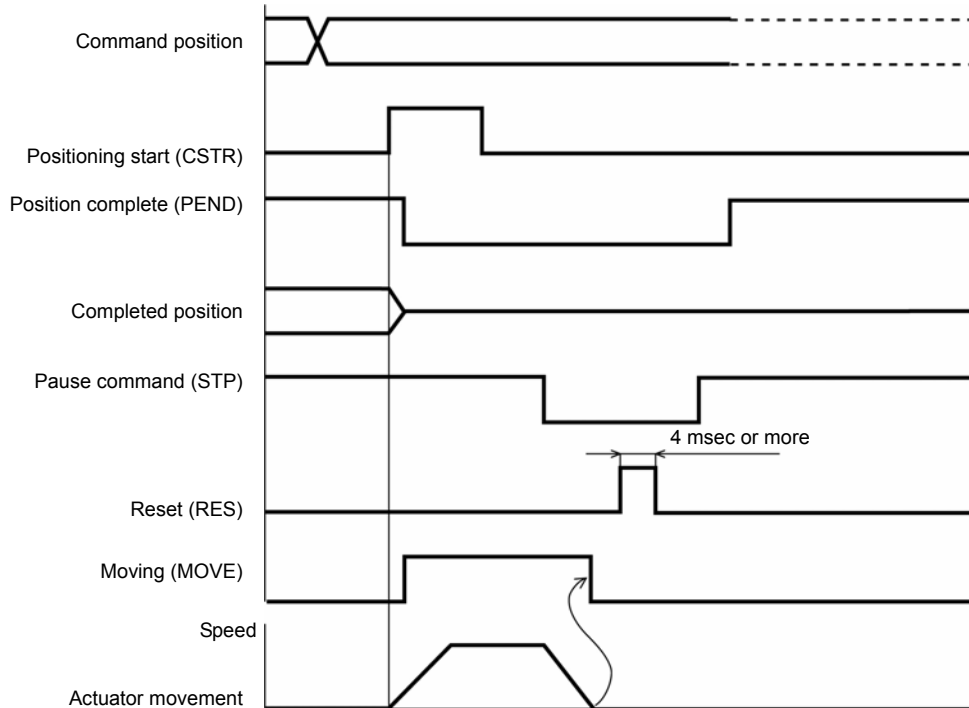 Command position
Positioning start (CSTR)
Position complete (PEND)
Completed position
Pause command (STP)
4 msec or more
Reset (RES)
Moving (MOVE)
Speed
Actuator movement